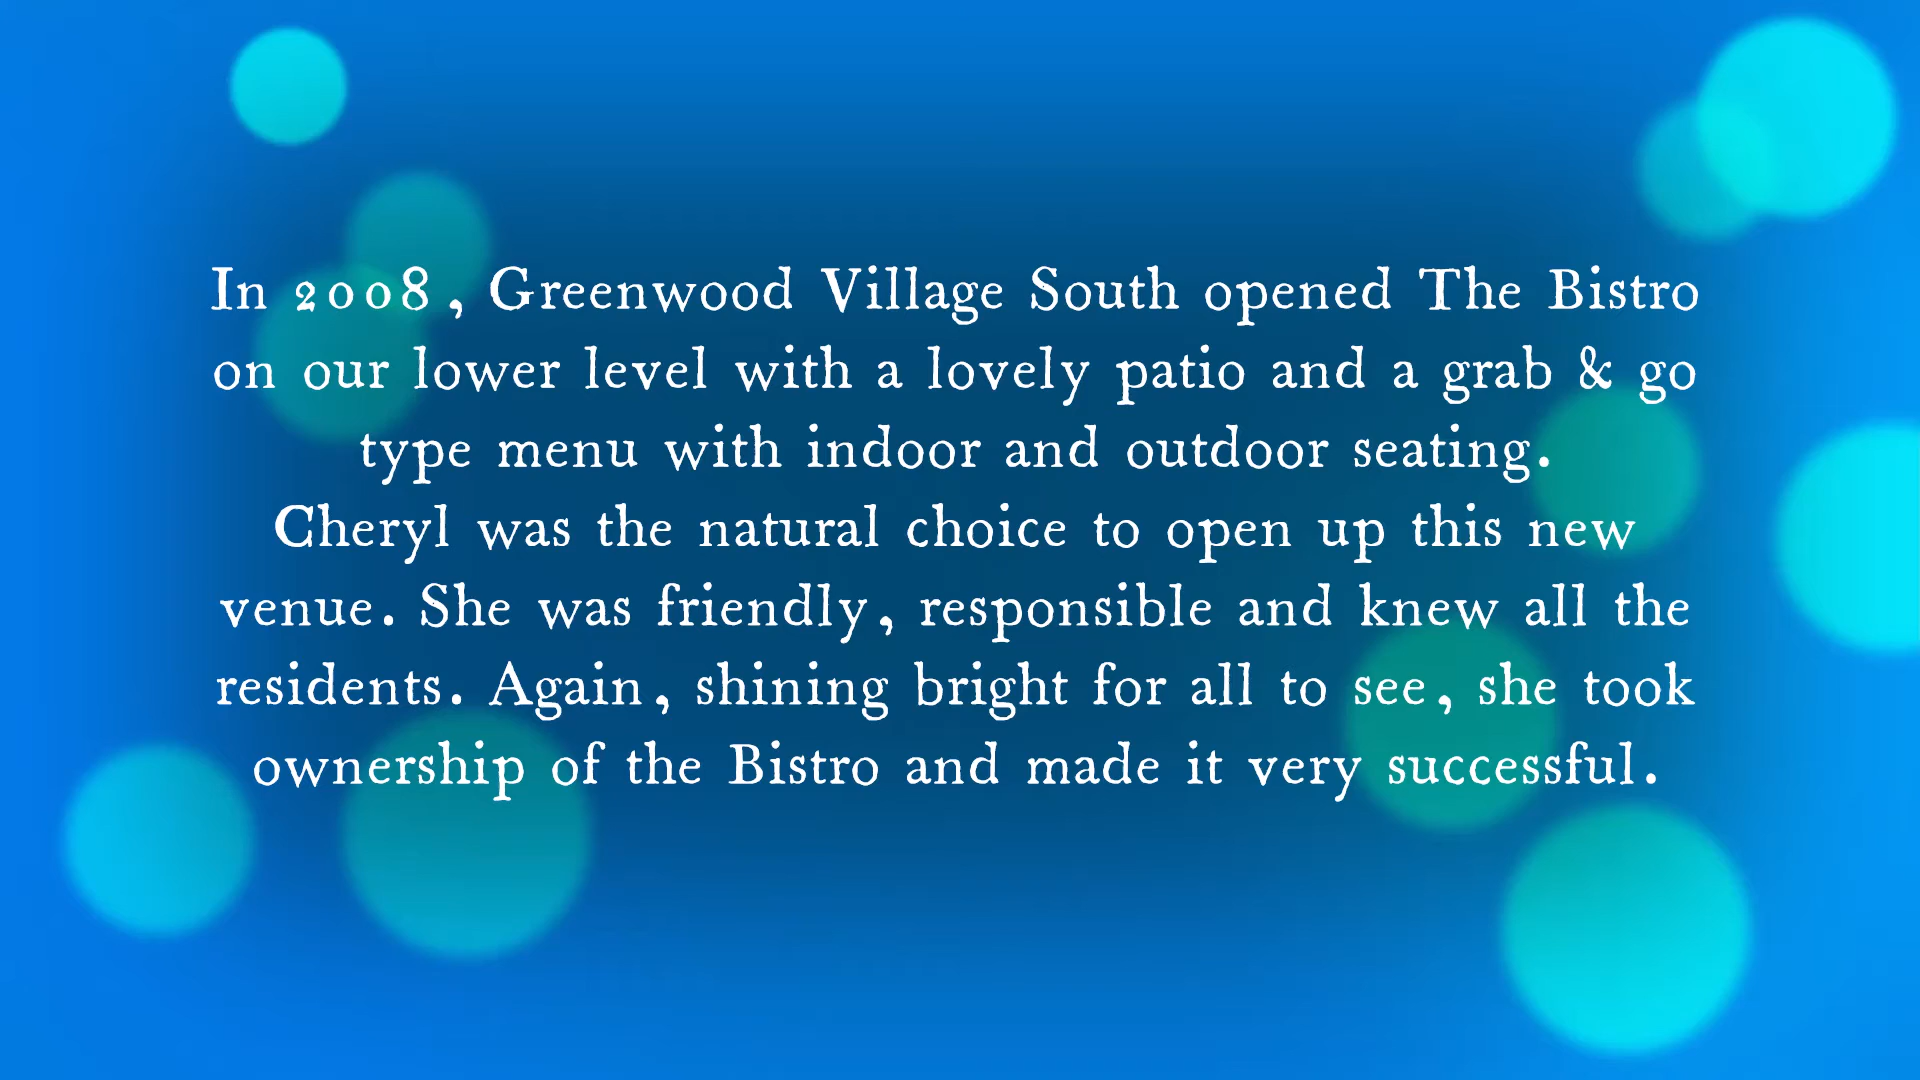 In 2008, Greenwood Village South opened The Bistro
on our lower level with a lovely patio and a grab & go
type menu with indoor and outdoor seating.
Cheryl was the natural choice to open up this new
venue. She was friendly, responsible and knew all the
residents. Again, shining bright for all to see, she took
ownership of the Bistro and made it very successful.